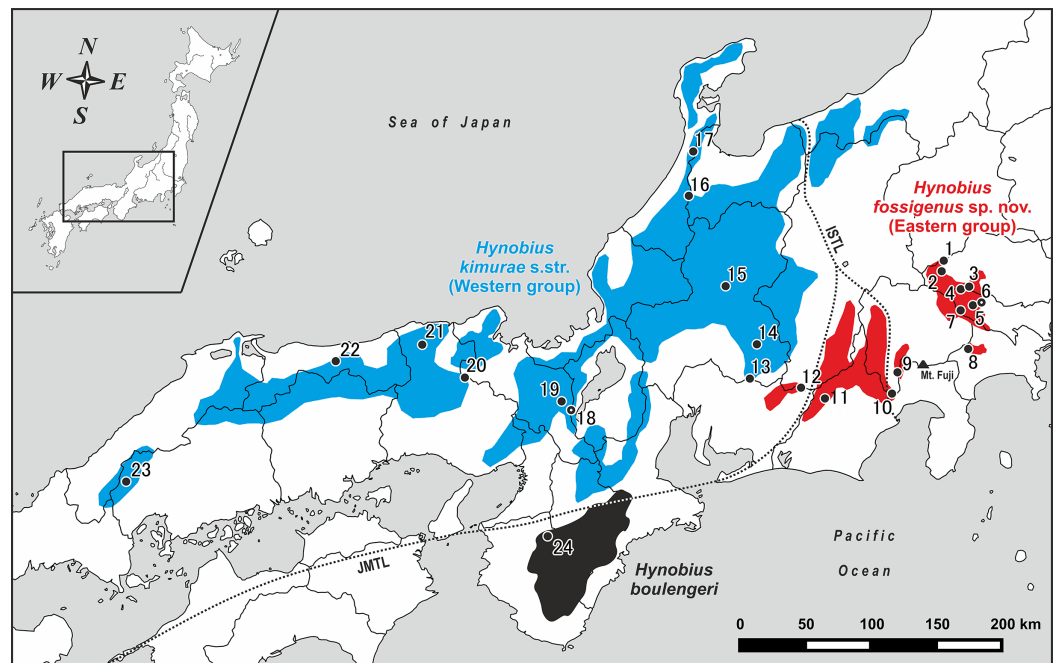 N
W E
S
Sea of Japan
17
16
Hynobius
fossigenus sp. nov.
(Eastern group)
ISTL
Hynobius
kimurae s.str.
(Western group)
1
2
3
4
6
5
7
15
21
22
14
8
20
13
9
Mt. Fuji
12
19
11
10
18
23
Pacific
Ocean
24
JMTL
Hynobius
boulengeri
0 50 100 150 200 km